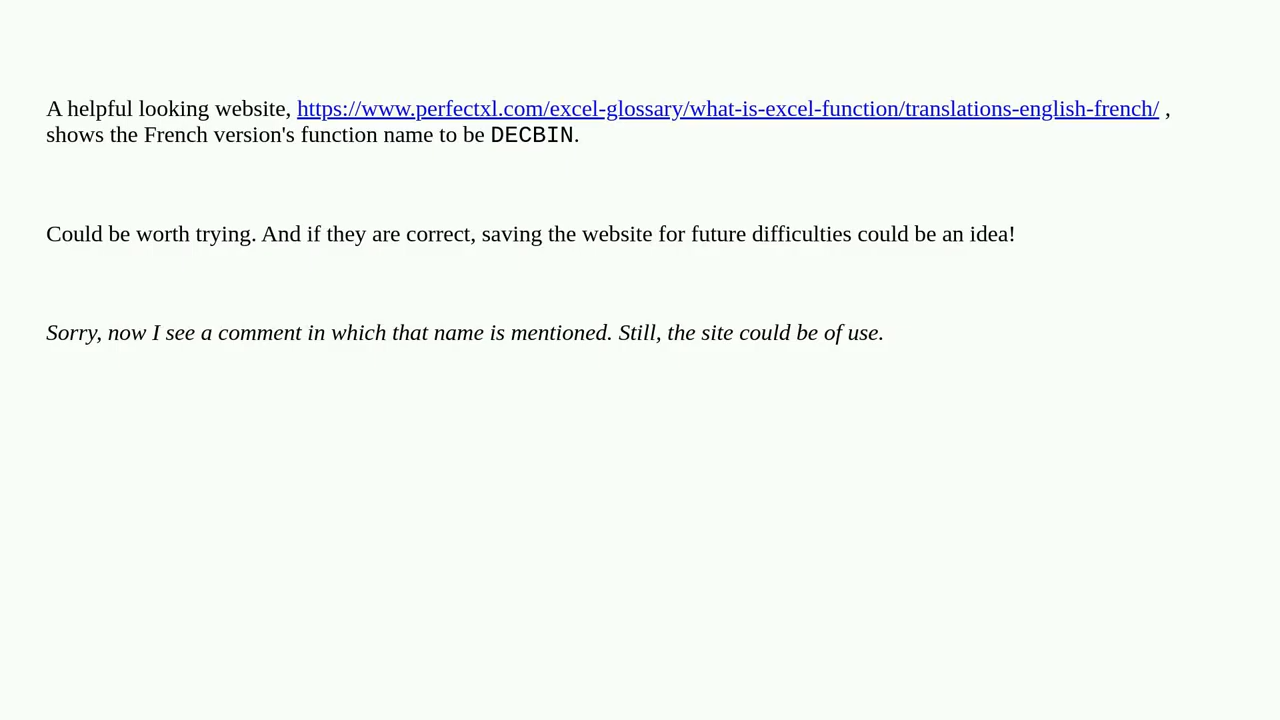 A helpful looking website, https://www.perfectxl.com/excel-glossary/what-is-excel-function/translations-english-french/ ,
shows the French version's function name to be DECBIN.
Could be worth trying. And if they are correct, saving the website for future difficulties could be an idea!
Sorry, now I see a comment in which that name is mentioned. Still, the site could be of use.